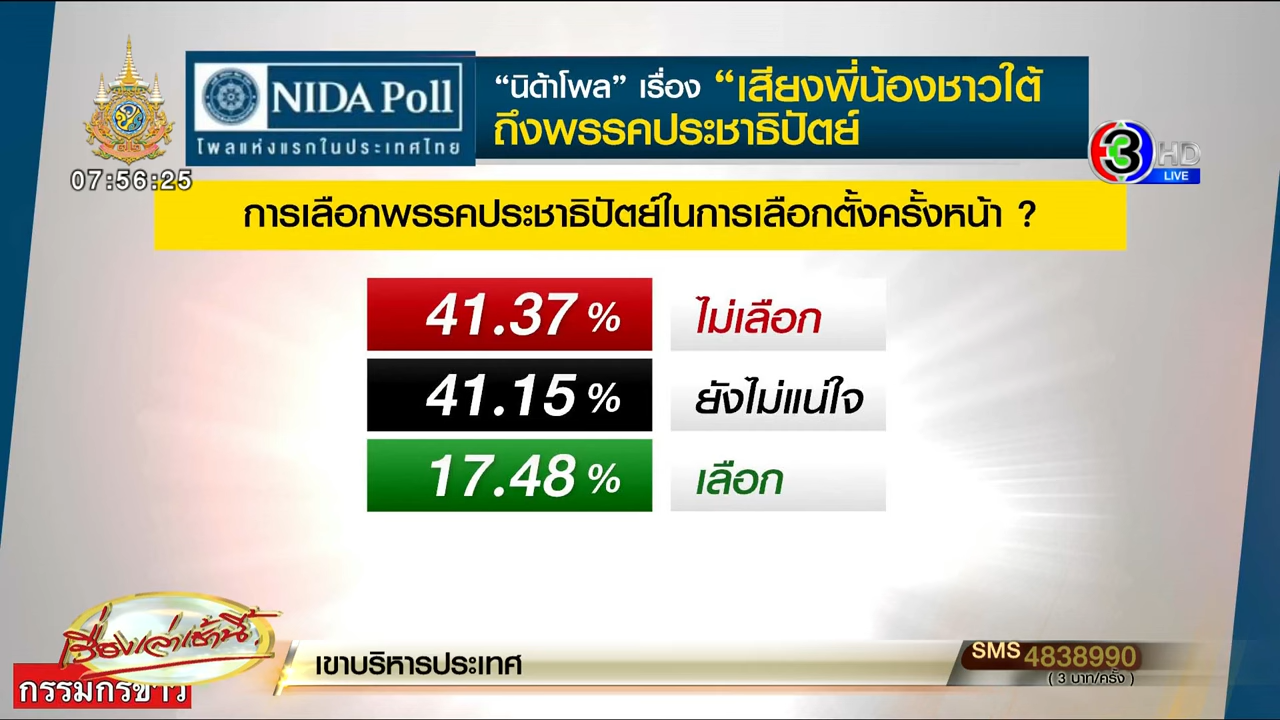 NIDA Poll
โพลแห่งแรกในประเทศไทย
“นิด้าโพล” เรื่อง “เสียงพี่น้องชาวใต้
ถึงพรรคประชาธิปัตย์
3 HD
LIVE
07:56:25
การเลือกพรรคประชาธิปัตย์ในการเลือกตั้งครั้งหน้า ?
41.37 % ไม่เลือก
41.15 % ยังไม่แน่ใจ
17.48 % เลือก
เรื่องเล่าเช้านี้
กรรมกรข่าว
เขาบริหารประเทศ
SMS 4838990
( 3 บาท/ครั้ง )